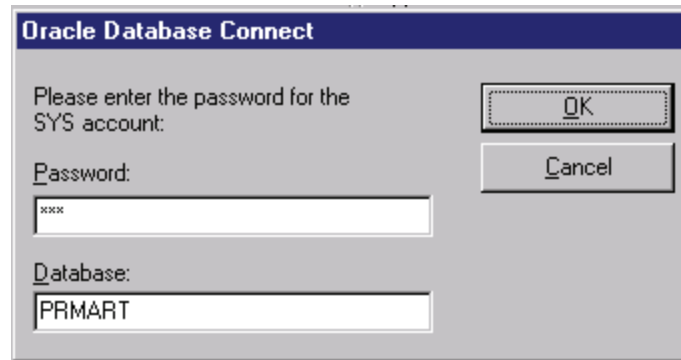 Oracle Database Connect
Please enter the password for the
SYS account:
OK
Password:
Cancel
***
Database:
PRMART